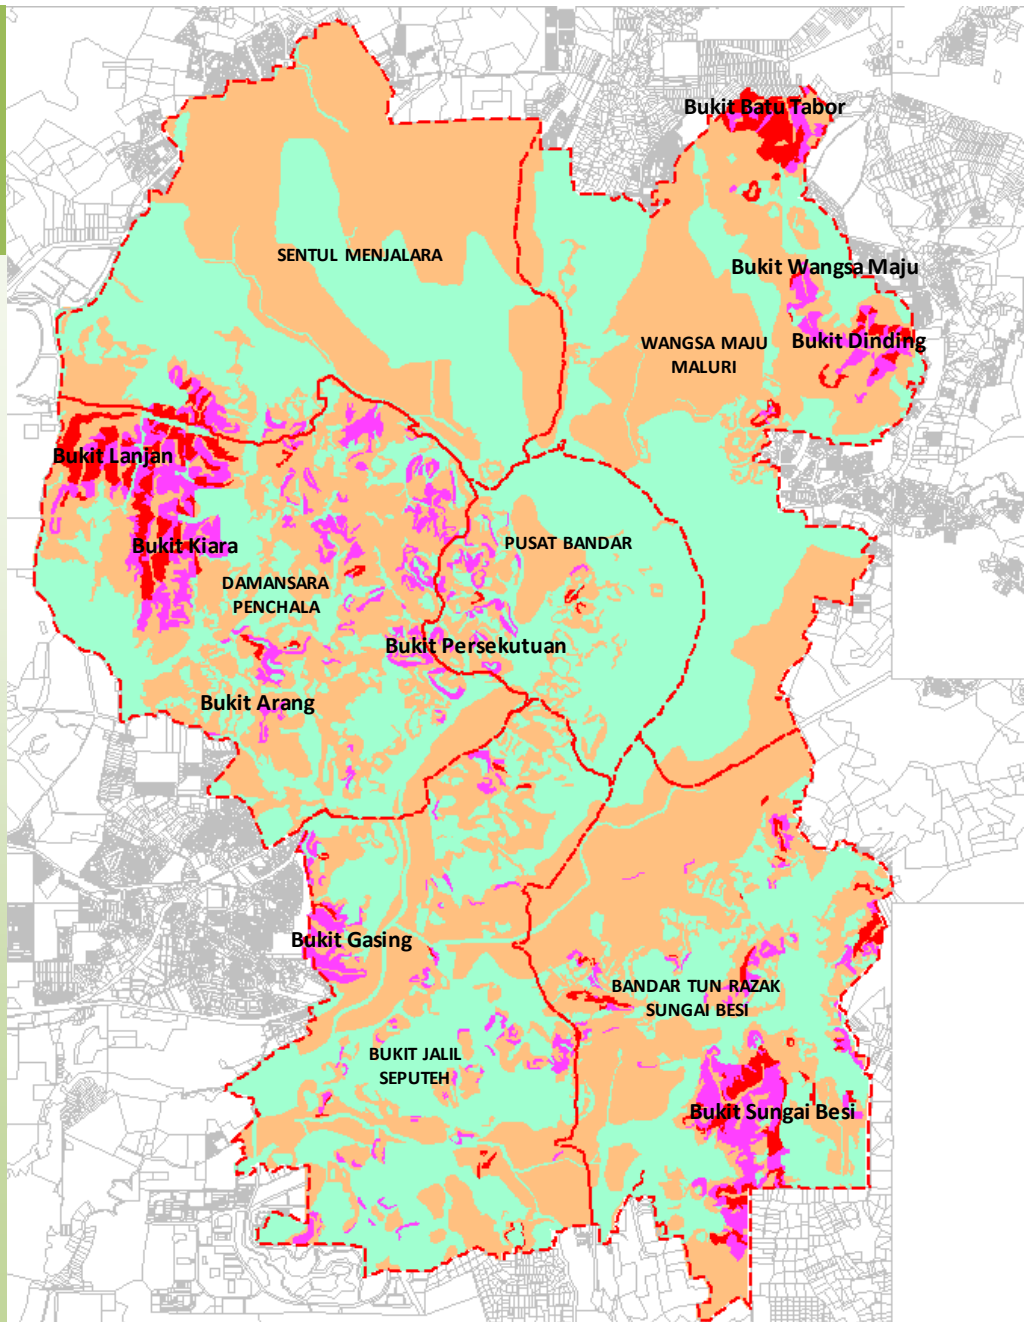 Bukit Batu Tabor
SENTUL MENJALARA
Bukit Wangsa Maju
WANGSA MAJU
MALURI
Bukit Dinding
Bukit Lanjan
Bukit Kiara
PUSAT BANDAR
DAMANSARA
PENCHALA
Bukit Persekutuan
Bukit Arang
Bukit Gasing
BANDAR TUN RAZAK
SUNGAI BESI
BUKIT JALIL
SEPUTEH
Bukit Sungai Besi